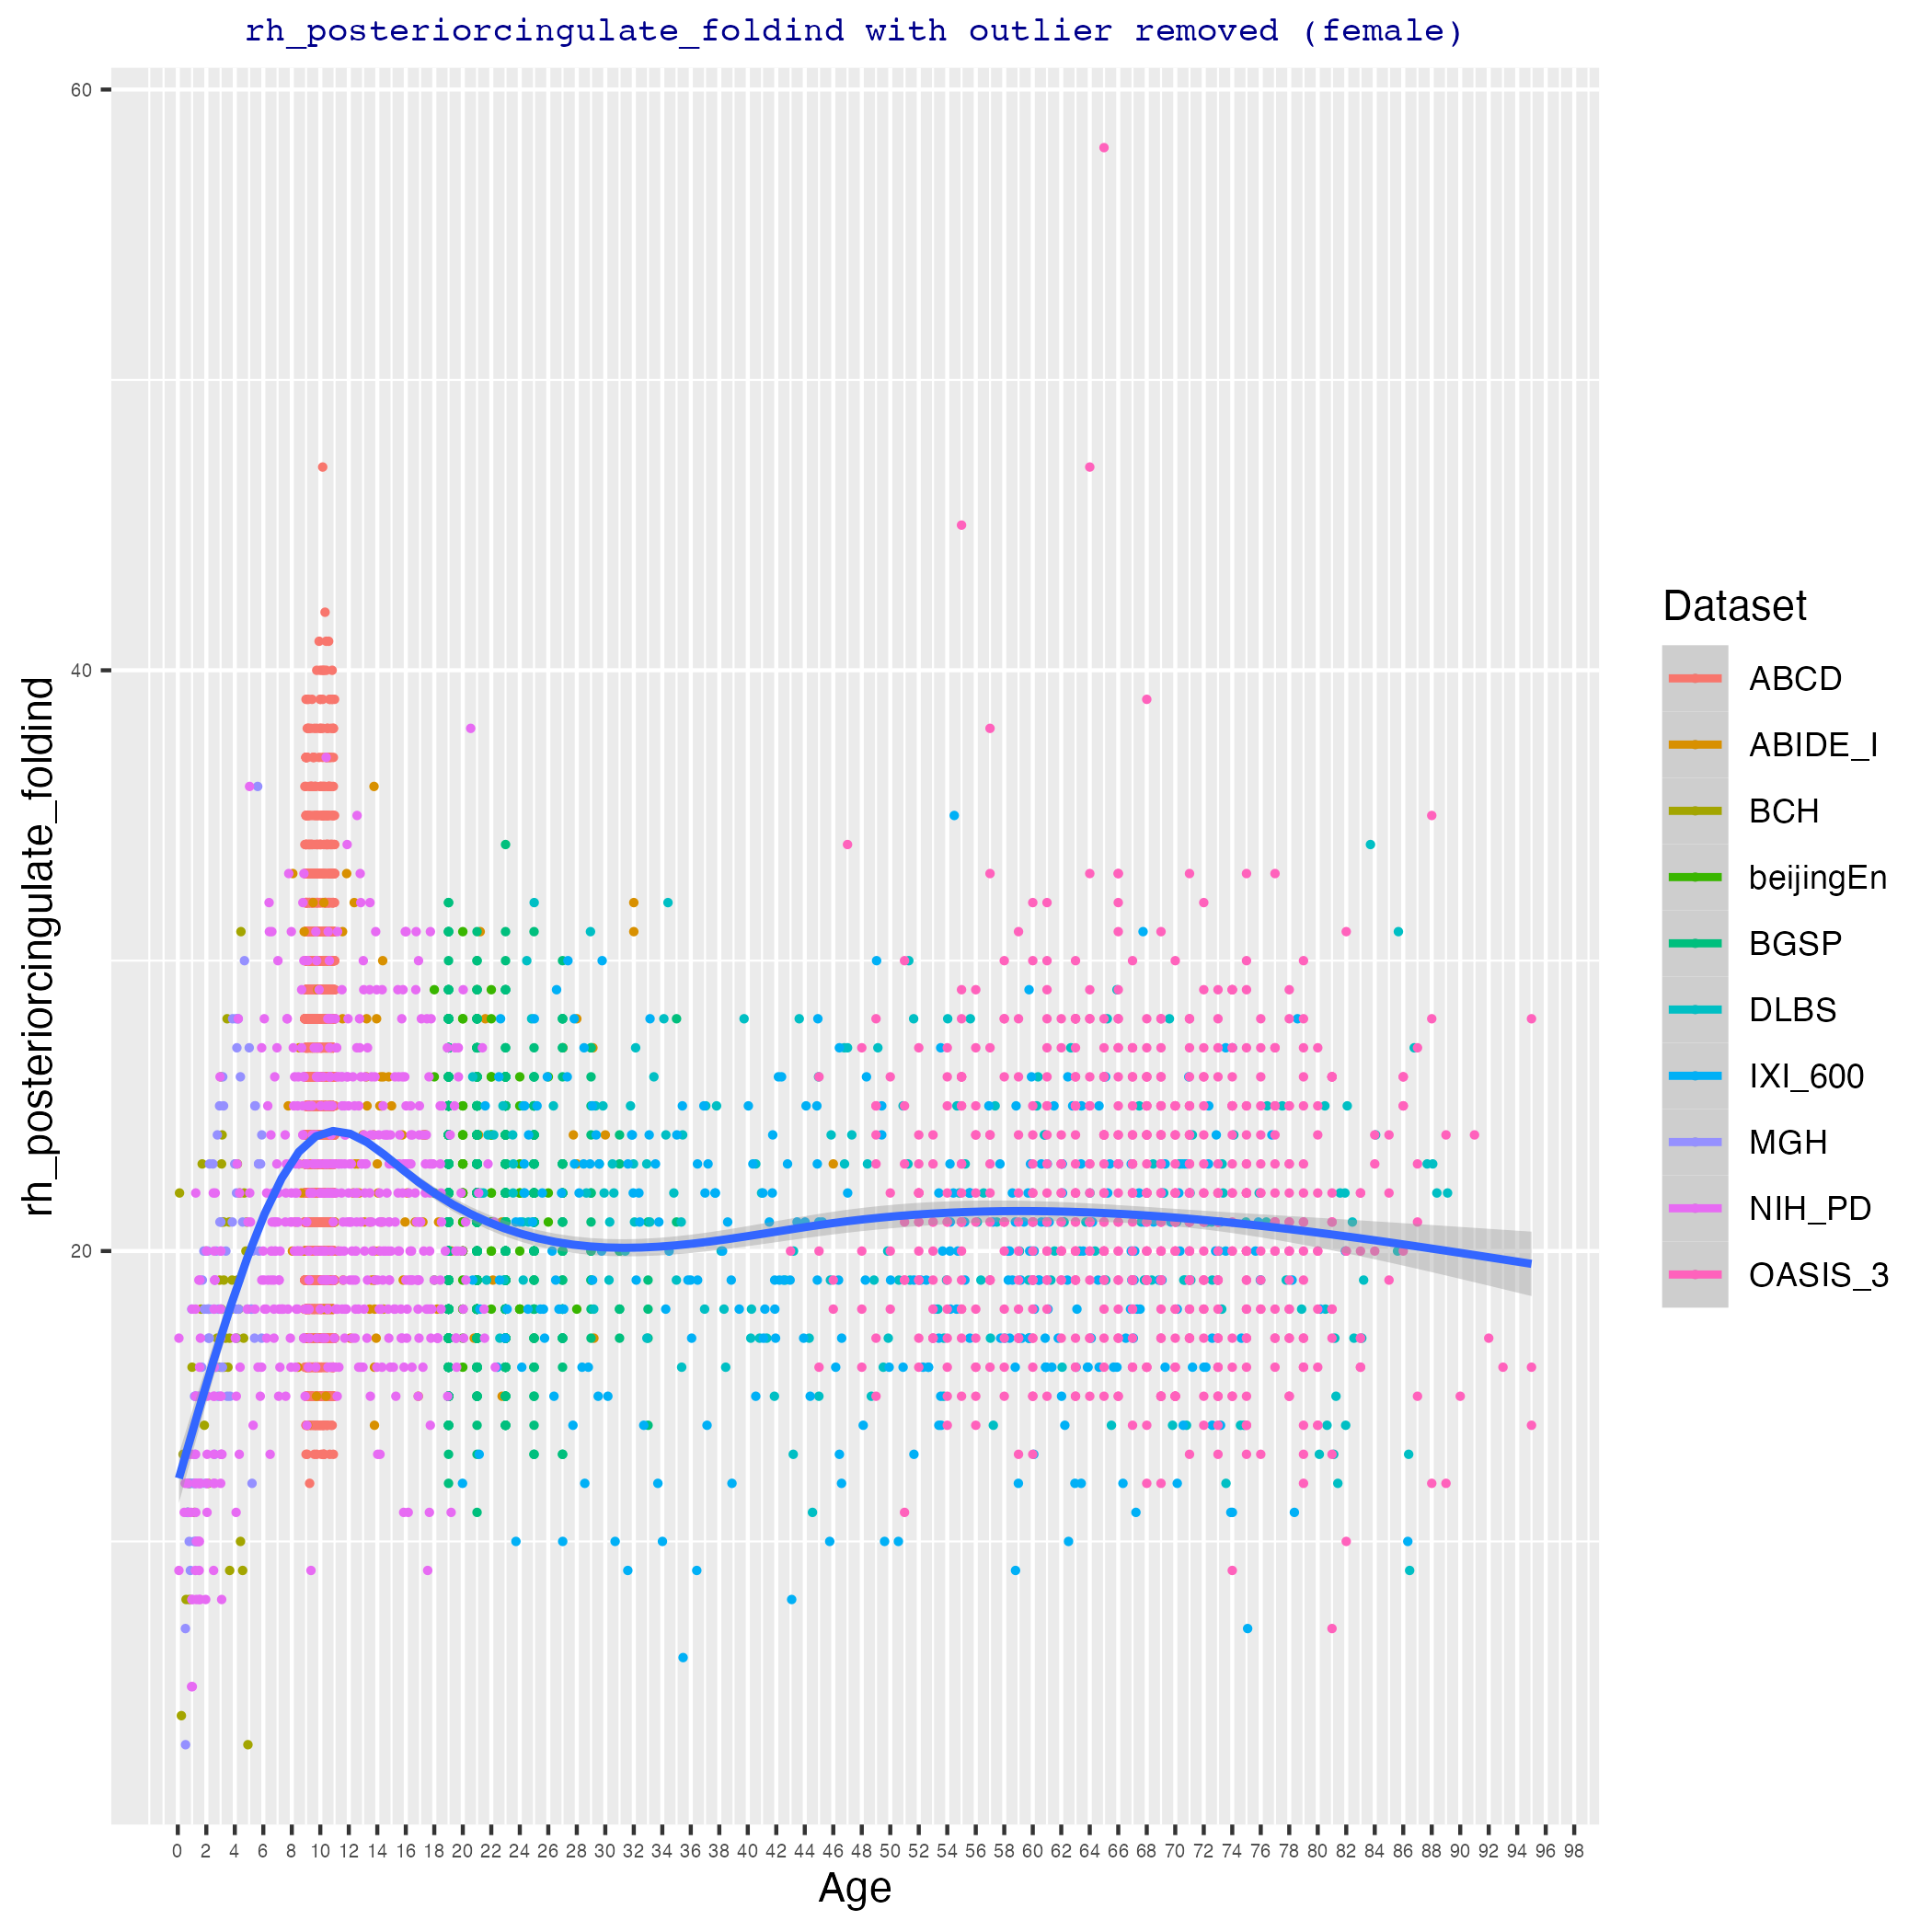 rh_posteriorcingulate_foldind with outlier removed (female)
60
40
20
rh_posteriorcingulate_foldind
0 2 4 6 8 10 12 14 16 18 20 22 24 26 28 30 32 34 36 38 40 42 44 46 48 50 52 54 56 58 60 62 64 66 68 70 72 74 76 78 80 82 84 86 88 90 92 94 96 98
Age
Dataset
ABCD
ABIDE_I
BCH
beijingEn
BGSP
DLBS
IXI_600
MGH
NIH_PD
OASIS_3